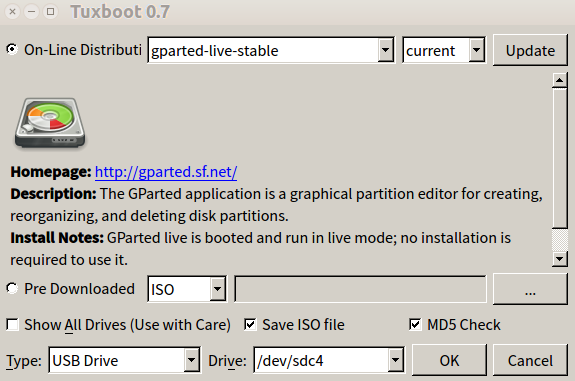 Tuxboot 0.7
On-Line Distributi gparted-live-stable current Update
Homepage: http://gparted.sf.net/
Description: The GParted application is a graphical partition editor for creating,
reorganizing, and deleting disk partitions.
Install Notes: GParted live is booted and run in live mode; no installation is
required to use it.
Pre Downloaded ISO ...
Show All Drives (Use with Care) Save ISO file MD5 Check
Type: USB Drive Drive: /dev/sdc4 OK Cancel